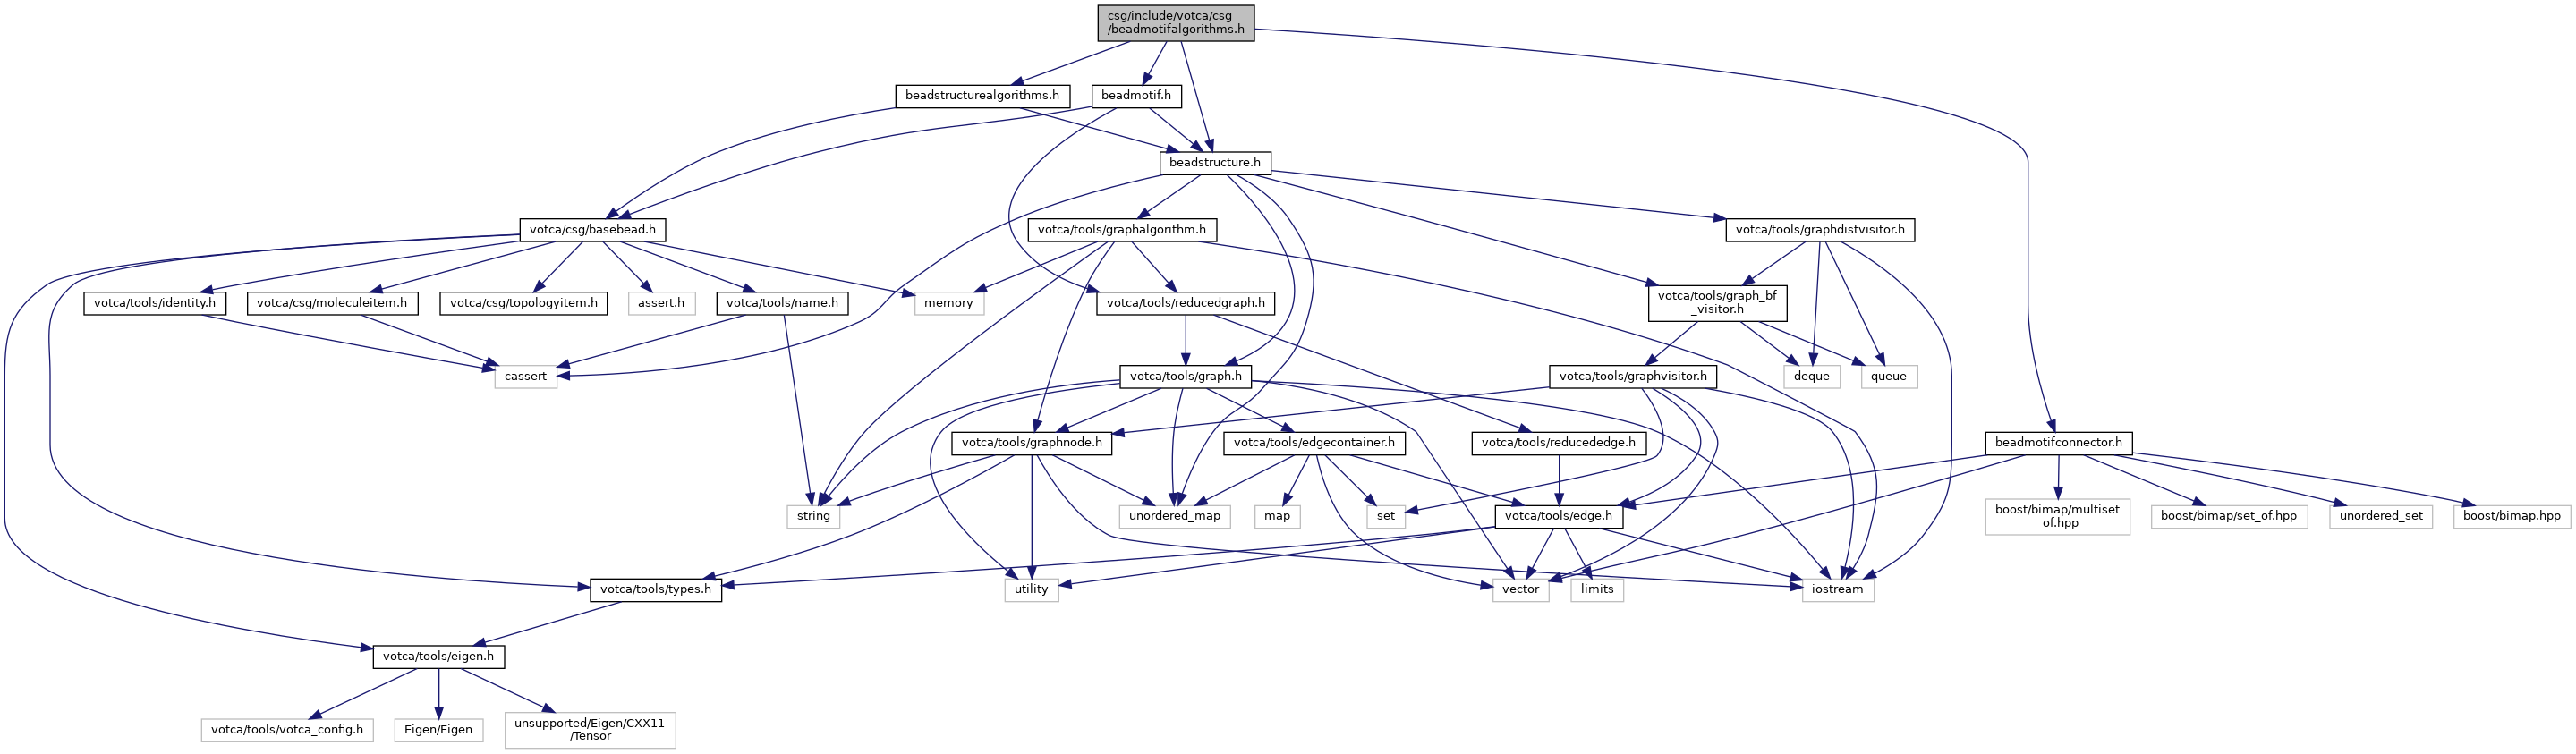 csg/include/votca/csg
/beadmotifalgorithms.h
beadstructurealgorithms.h
beadmotif.h
beadstructure.h
votca/csg/basebead.h
votca/tools/graphalgorithm.h
votca/tools/graphdistvisitor.h
votca/tools/identity.h
votca/csg/moleculeitem.h
votca/csg/topologyitem.h
assert.h
votca/tools/name.h
memory
votca/tools/reducedgraph.h
votca/tools/graph_bf
_visitor.h
cassert
votca/tools/graph.h
votca/tools/graphvisitor.h
deque
queue
votca/tools/graphnode.h
votca/tools/edgecontainer.h
votca/tools/reducededge.h
beadmotifconnector.h
string
unordered_map
map
set
votca/tools/edge.h
boost/bimap/multiset
_of.hpp
boost/bimap/set_of.hpp
unordered_set
boost/bimap.hpp
votca/tools/types.h
utility
vector
limits
iostream
votca/tools/eigen.h
votca/tools/votca_config.h
Eigen/Eigen
unsupported/Eigen/CXX11
/Tensor